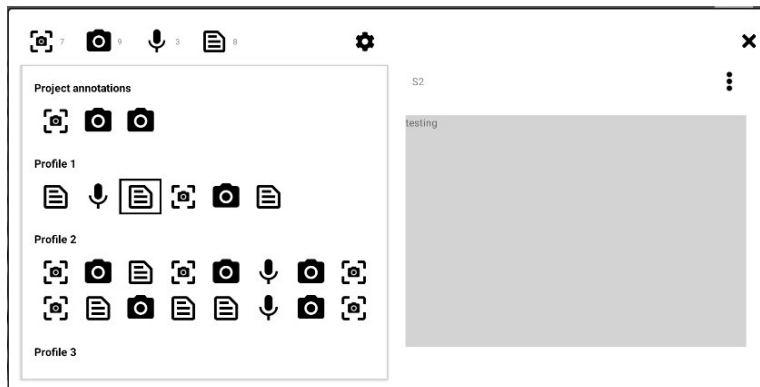 7 9 3 8
Project annotations
S2
testing
Profile 1
Profile 2
Profile 3